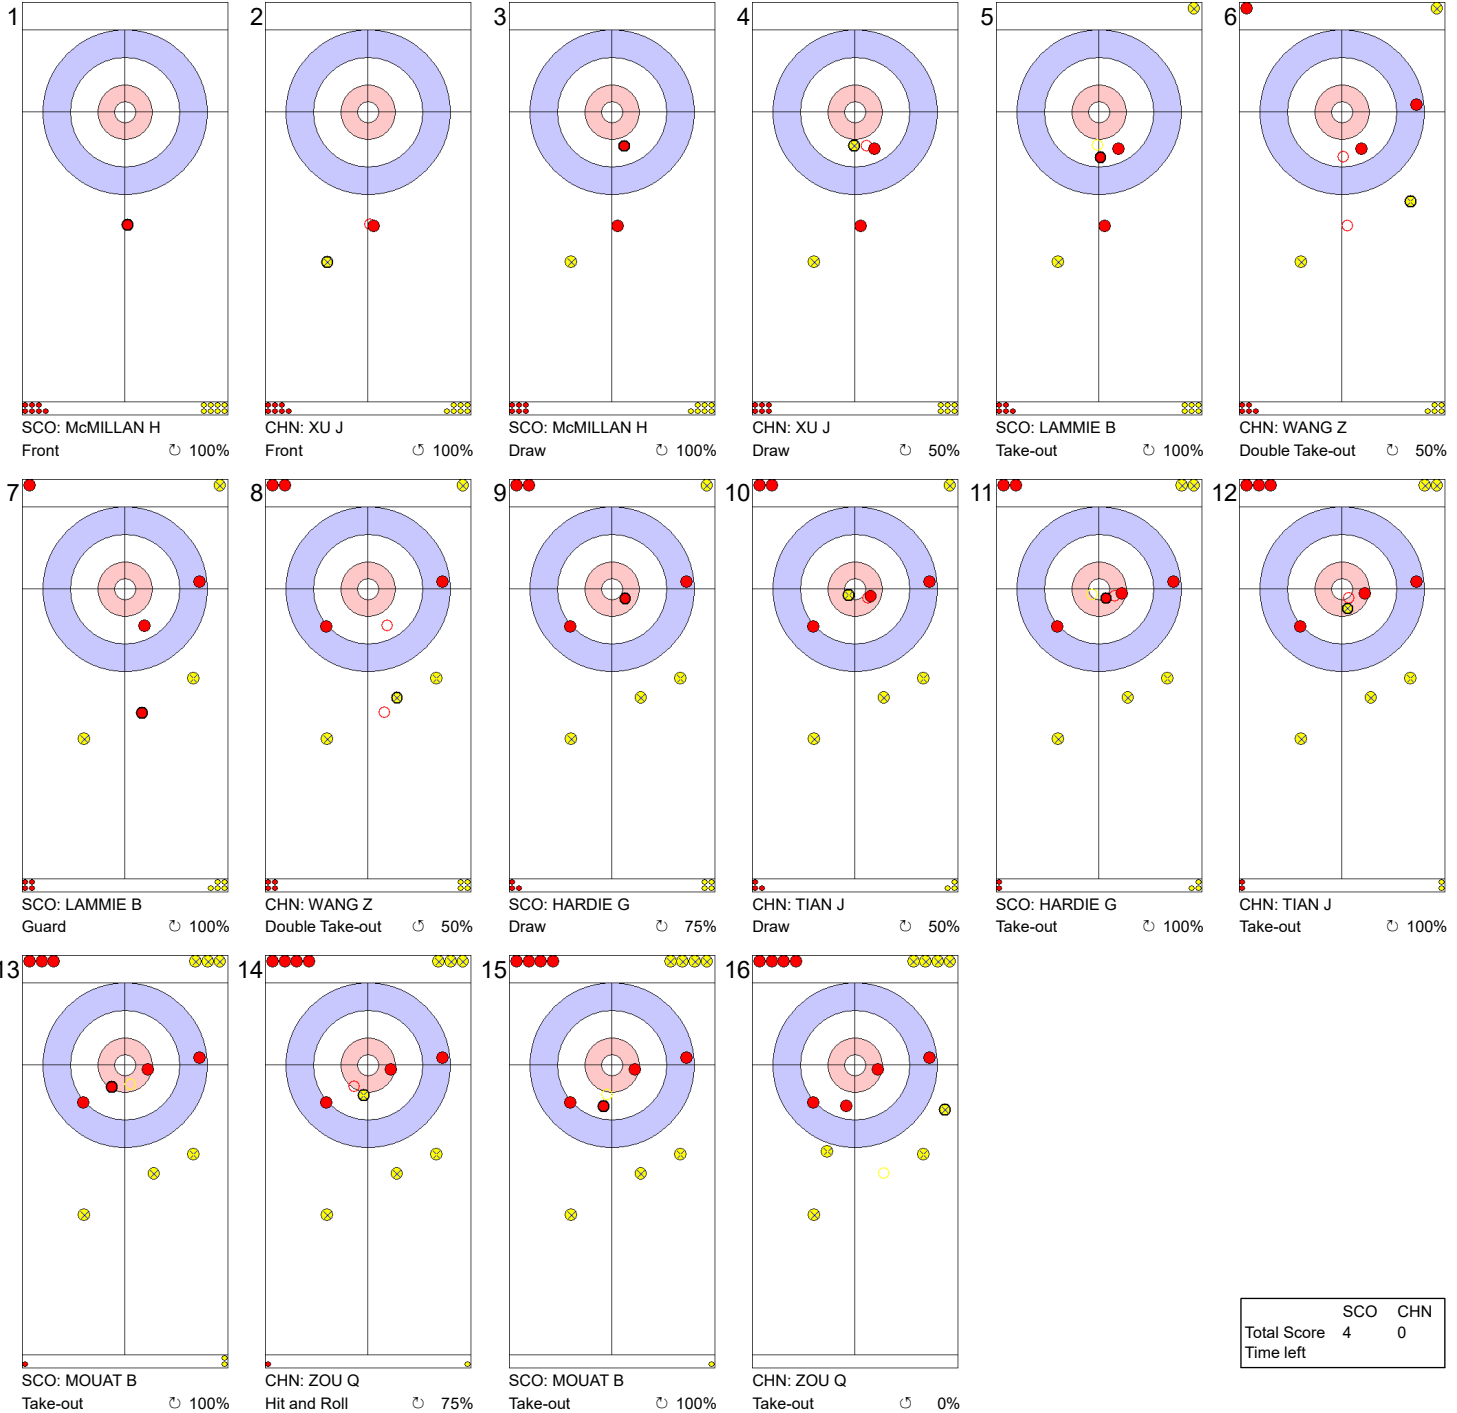 1
SCO: McMILLAN H
Front ↻ 100%
2
CHN: XU J
Front ↺ 100%
3
SCO: McMILLAN H
Draw ↻ 100%
4
CHN: XU J
Draw ↻ 50%
5
SCO: LAMMIE B
Take-out ↻ 100%
6
CHN: WANG Z
Double Take-out ↻ 50%
7
SCO: LAMMIE B
Guard ↻ 100%
8
CHN: WANG Z
Double Take-out ↺ 50%
9
SCO: HARDIE G
Draw ↻ 75%
10
CHN: TIAN J
Draw ↻ 50%
11
SCO: HARDIE G
Take-out ↻ 100%
12
CHN: TIAN J
Take-out ↻ 100%
13
SCO: MOUAT B
Take-out ↻ 100%
14
CHN: ZOU Q
Hit and Roll ↻ 75%
15
SCO: MOUAT B
Take-out ↻ 100%
16
CHN: ZOU Q
Take-out ↺ 0%
SCO CHN
Total Score 4 0
Time left